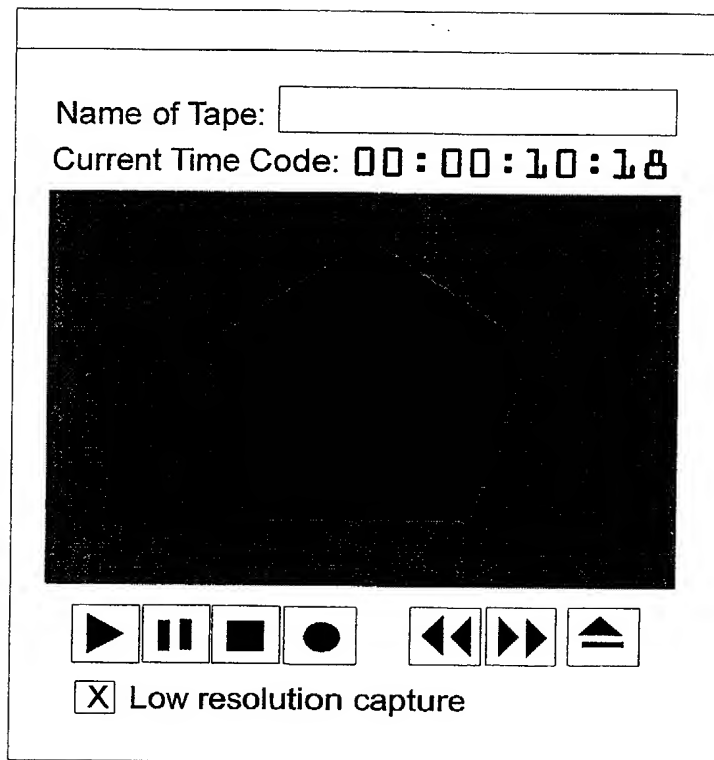 Name of Tape:
Current Time Code: 00:00:10:18
X Low resolution capture